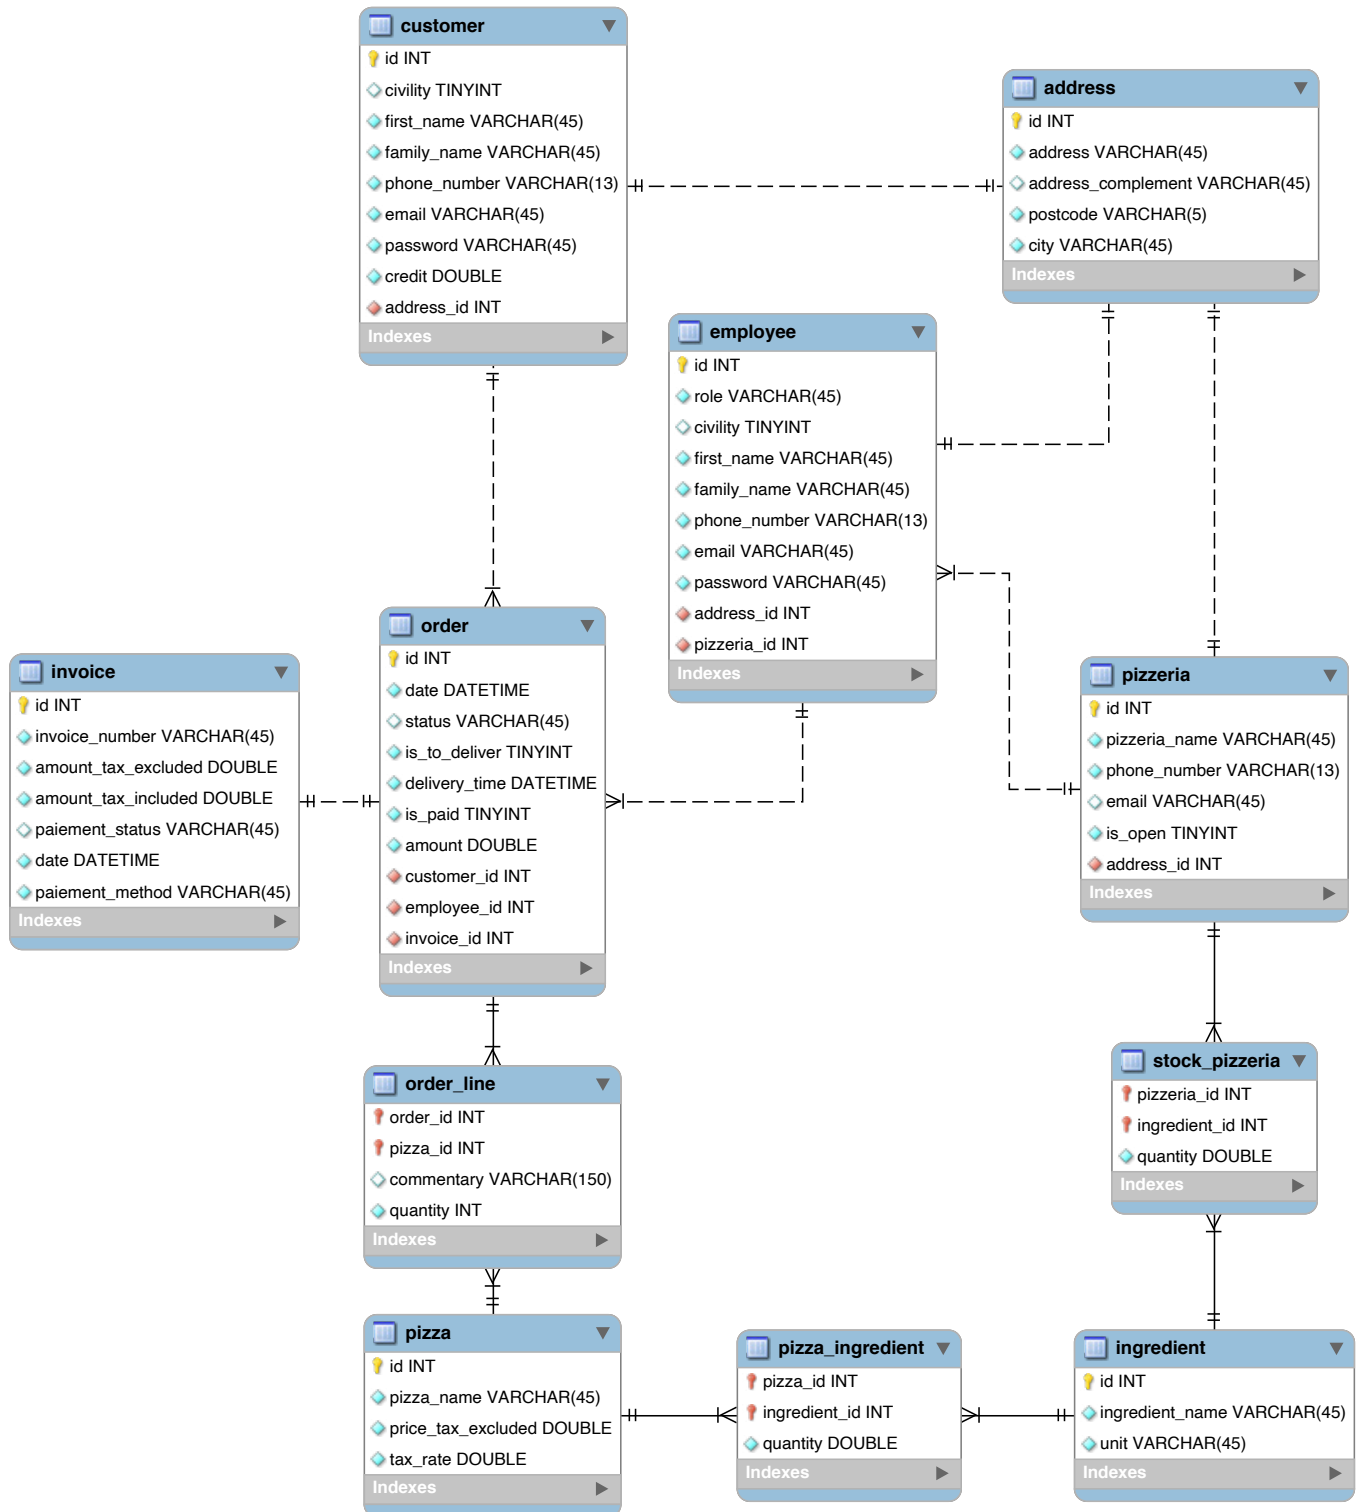 customer
id INT
civility TINYINT
first_name VARCHAR(45)
family_name VARCHAR(45)
phone_number VARCHAR(13)
email VARCHAR(45)
password VARCHAR(45)
credit DOUBLE
address_id INT
Indexes
address
id INT
address VARCHAR(45)
address_complement VARCHAR(45)
postcode VARCHAR(5)
city VARCHAR(45)
Indexes
employee
id INT
role VARCHAR(45)
civility TINYINT
first_name VARCHAR(45)
family_name VARCHAR(45)
phone_number VARCHAR(13)
email VARCHAR(45)
password VARCHAR(45)
address_id INT
pizzeria_id INT
Indexes
order
id INT
date DATETIME
status VARCHAR(45)
is_to_deliver TINYINT
delivery_time DATETIME
is_paid TINYINT
amount DOUBLE
customer_id INT
employee_id INT
invoice_id INT
Indexes
invoice
id INT
invoice_number VARCHAR(45)
amount_tax_excluded DOUBLE
amount_tax_included DOUBLE
paiement_status VARCHAR(45)
date DATETIME
paiement_method VARCHAR(45)
Indexes
pizzeria
id INT
pizzeria_name VARCHAR(45)
phone_number VARCHAR(13)
email VARCHAR(45)
is_open TINYINT
address_id INT
Indexes
order_line
order_id INT
pizza_id INT
commentary VARCHAR(150)
quantity INT
Indexes
stock_pizzeria
pizzeria_id INT
ingredient_id INT
quantity DOUBLE
Indexes
pizza
id INT
pizza_name VARCHAR(45)
price_tax_excluded DOUBLE
tax_rate DOUBLE
Indexes
pizza_ingredient
pizza_id INT
ingredient_id INT
quantity DOUBLE
Indexes
ingredient
id INT
ingredient_name VARCHAR(45)
unit VARCHAR(45)
Indexes